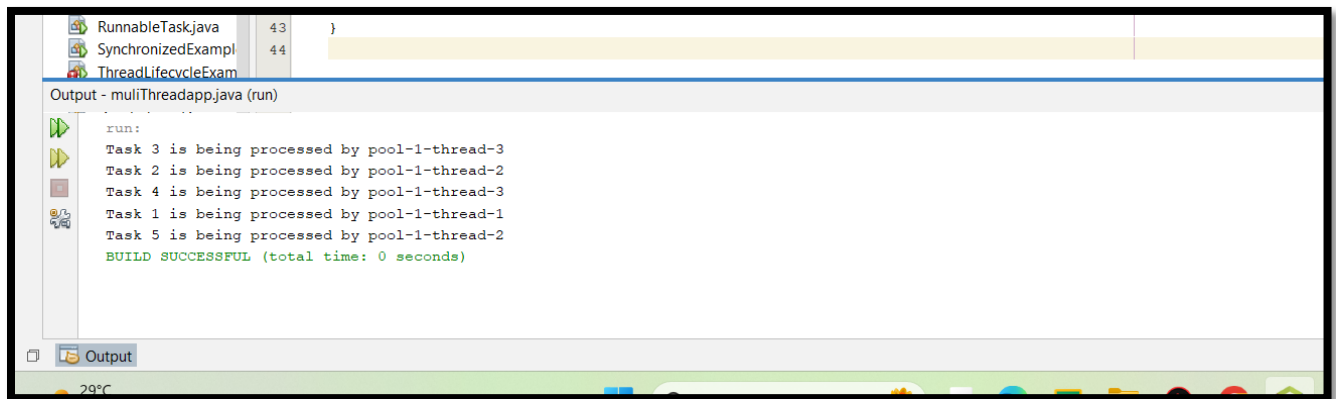 RunnableTask.java
43
}
SynchronizedExampl
44
ThreadLifecycleExam
Output - muliThreadapp.java (run)
run:
Task 3 is being processed by pool-1-thread-3
Task 2 is being processed by pool-1-thread-2
Task 4 is being processed by pool-1-thread-3
Task 1 is being processed by pool-1-thread-1
Task 5 is being processed by pool-1-thread-2
BUILD SUCCESSFUL (total time: 0 seconds)
Output
29°C